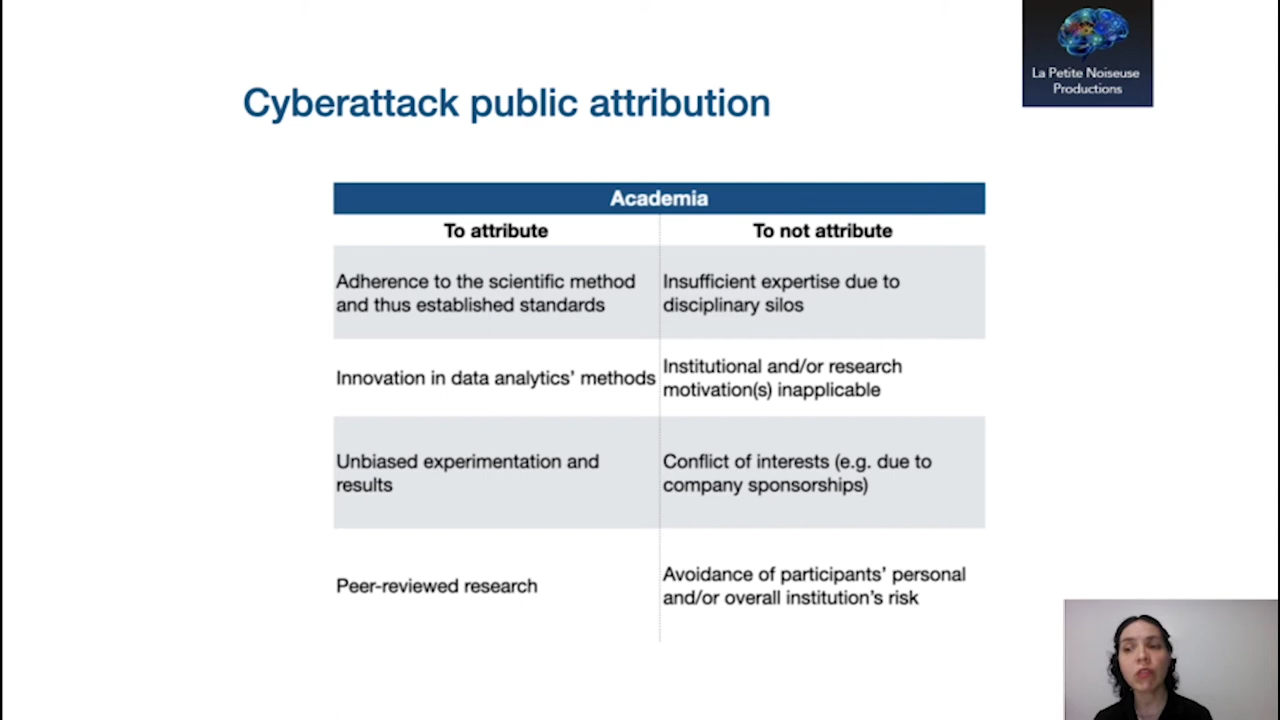 La Petite Noiseuse
Productions
Cyberattack public attribution
Academia
To attribute
To not attribute
Adherence to the scientific method
and thus established standards
Insufficient expertise due to
disciplinary silos
Innovation in data analytics’ methods
Institutional and/or research
motivation(s) inapplicable
Unbiased experimentation and
results
Conflict of interests (e.g. due to
company sponsorships)
Peer-reviewed research
Avoidance of participants’ personal
and/or overall institution’s risk